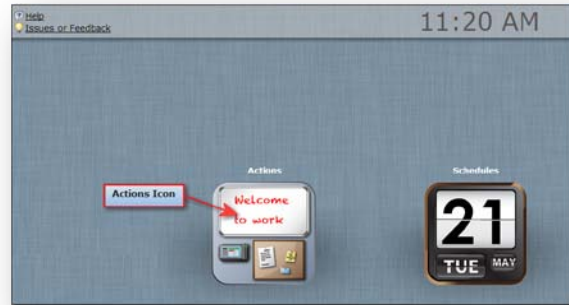 Help
Issues or Feedback
11:20 AM
Actions
Schedules
Actions Icon
Welcome
to work
21
TUE
MAY